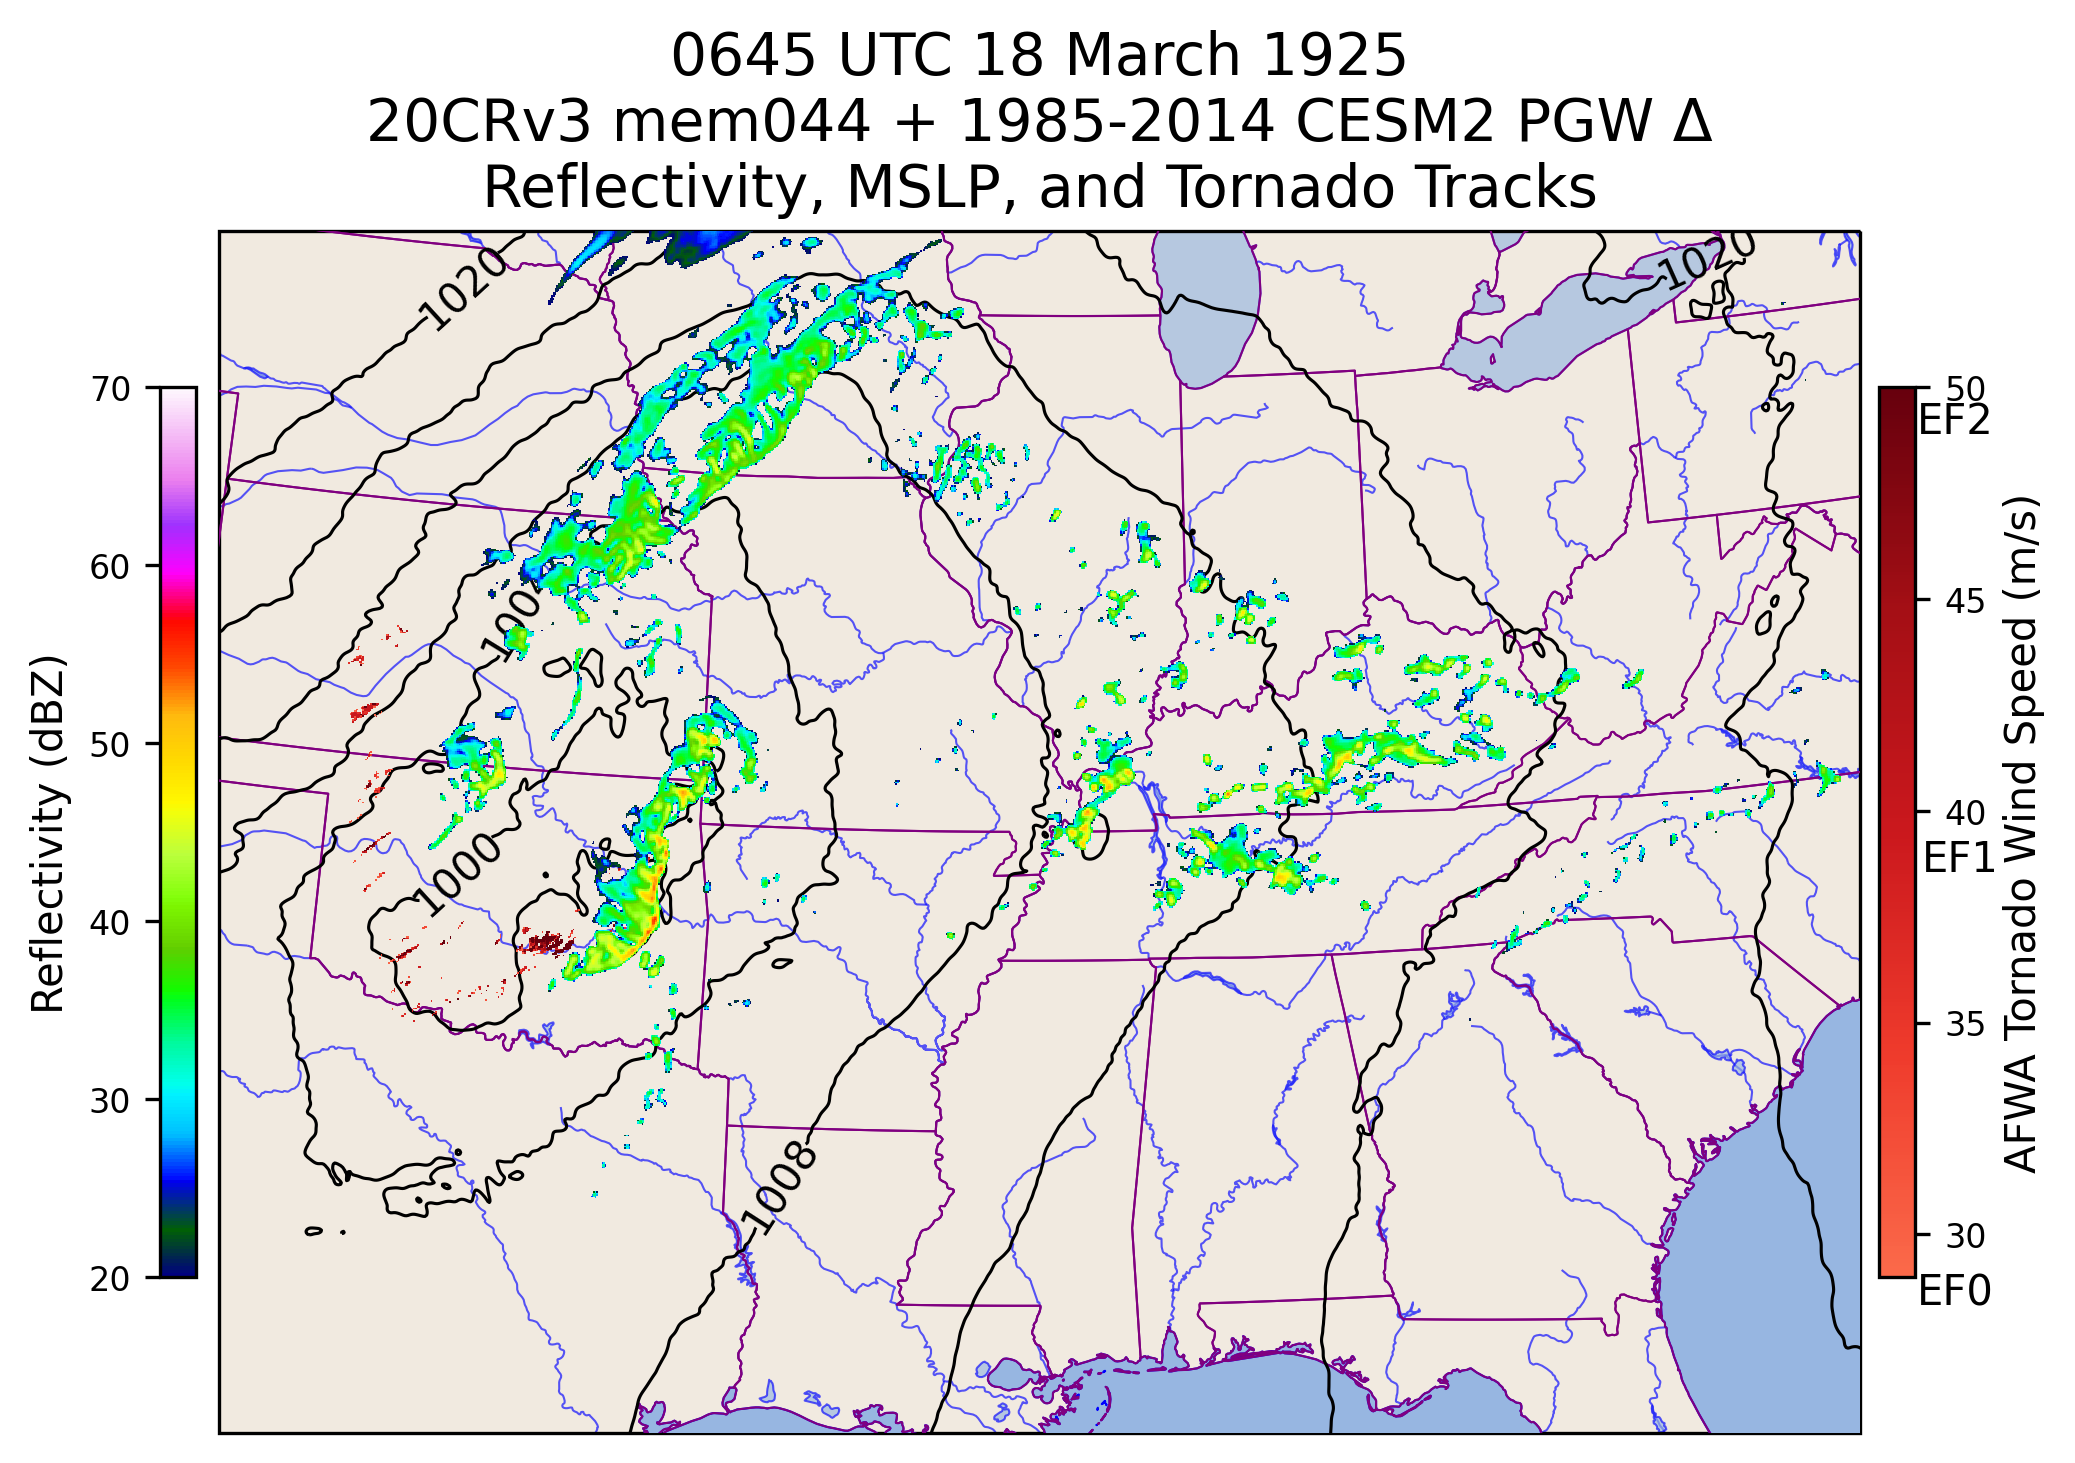 0645 UTC 18 March 1925
20CRv3 mem044 + 1985-2014 CESM2 PGW Δ
Reflectivity, MSLP, and Tornado Tracks
1020
1020
1004
1000
1008
70
60
50
40
30
20
Reflectivity (dBZ)
50
EF2
45
40
EF1
35
30
EF0
AFWA Tornado Wind Speed (m/s)